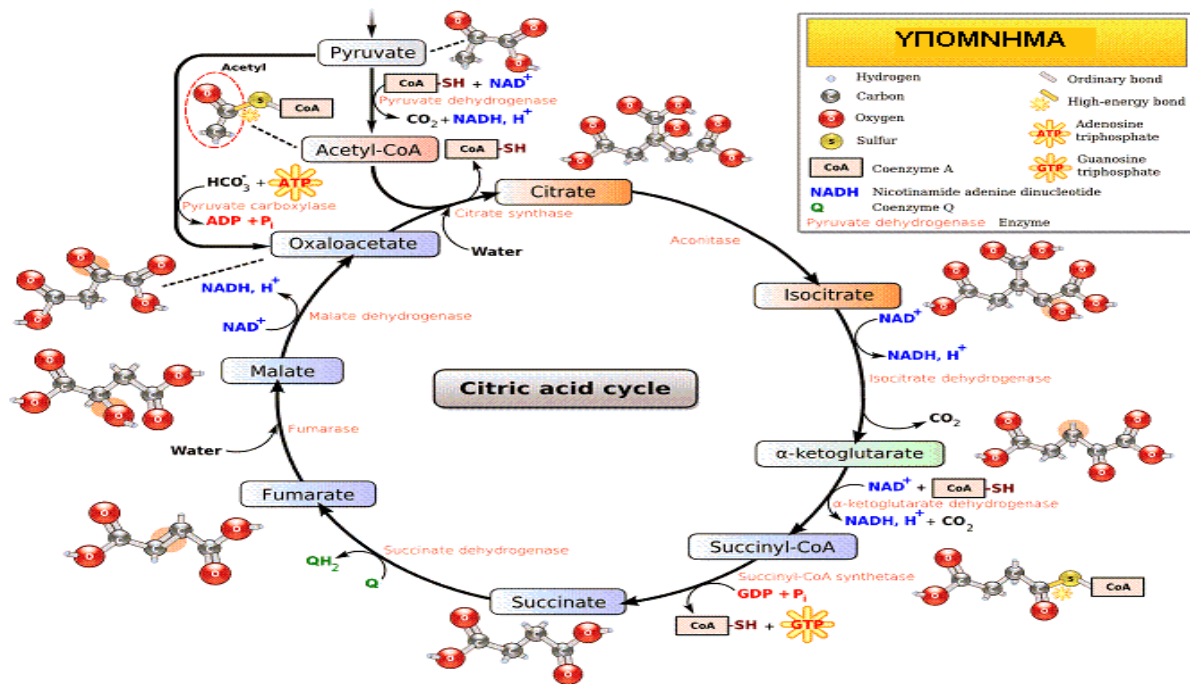 Pyruvate
Acetyl
CoA
CoA-SH + NAD+
Pyruvate dehydrogenase
CO2 + NADH, H+
Acetyl-CoA
CoA-SH
HCO3- + ATP
Pyruvate carboxylase
ADP + Pi
Citrate
Citrate synthase
Oxaloacetate
Water
Aconitase
NADH, H+
NAD+
Malate dehydrogenase
Isocitrate
NAD+
NADH, H+
Isocitrate dehydrogenase
Malate
Citric acid cycle
CO2
Water
Fumarase
α-ketoglutarate
NAD+ + CoA-SH
α-ketoglutarate dehydrogenase
NADH, H+ + CO2
Fumarate
Succinate dehydrogenase
QH2
Q
Succinyl-CoA
Succinyl-CoA synthetase
GDP + Pi
CoA-SH + GTP
CoA
Succinate
ΥΠΟΜΝΗΜΑ
Hydrogen
Carbon
Oxygen
Sulfur
CoA Coenzyme A
NADH Nicotinamide adenine dinucleotide
Q Coenzyme Q
Pyruvate dehydrogenase Enzyme
Ordinary bond
High-energy bond
ATP Adenosine
triphosphate
GTP Guanosine
triphosphate